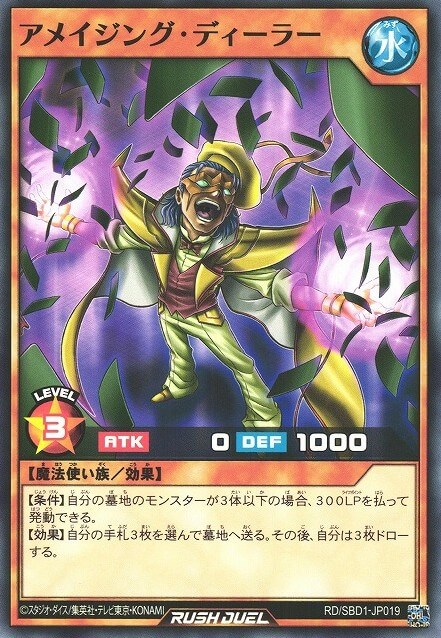 アメイジング・ディーラー
みず
水
LEVEL
3
ATK 0 DEF 1000
【魔法使い族/効果】
【条件】自分の墓地のモンスターが3体以下の場合、300LPを払って
発動できる。
【効果】自分の手札3枚を選んで墓地へ送る。その後、自分は3枚ドロー
する。
©スタジオ・ダイス/集英社・テレビ東京・KONAMI
RUSH DUEL
RD/SBD1-JP019